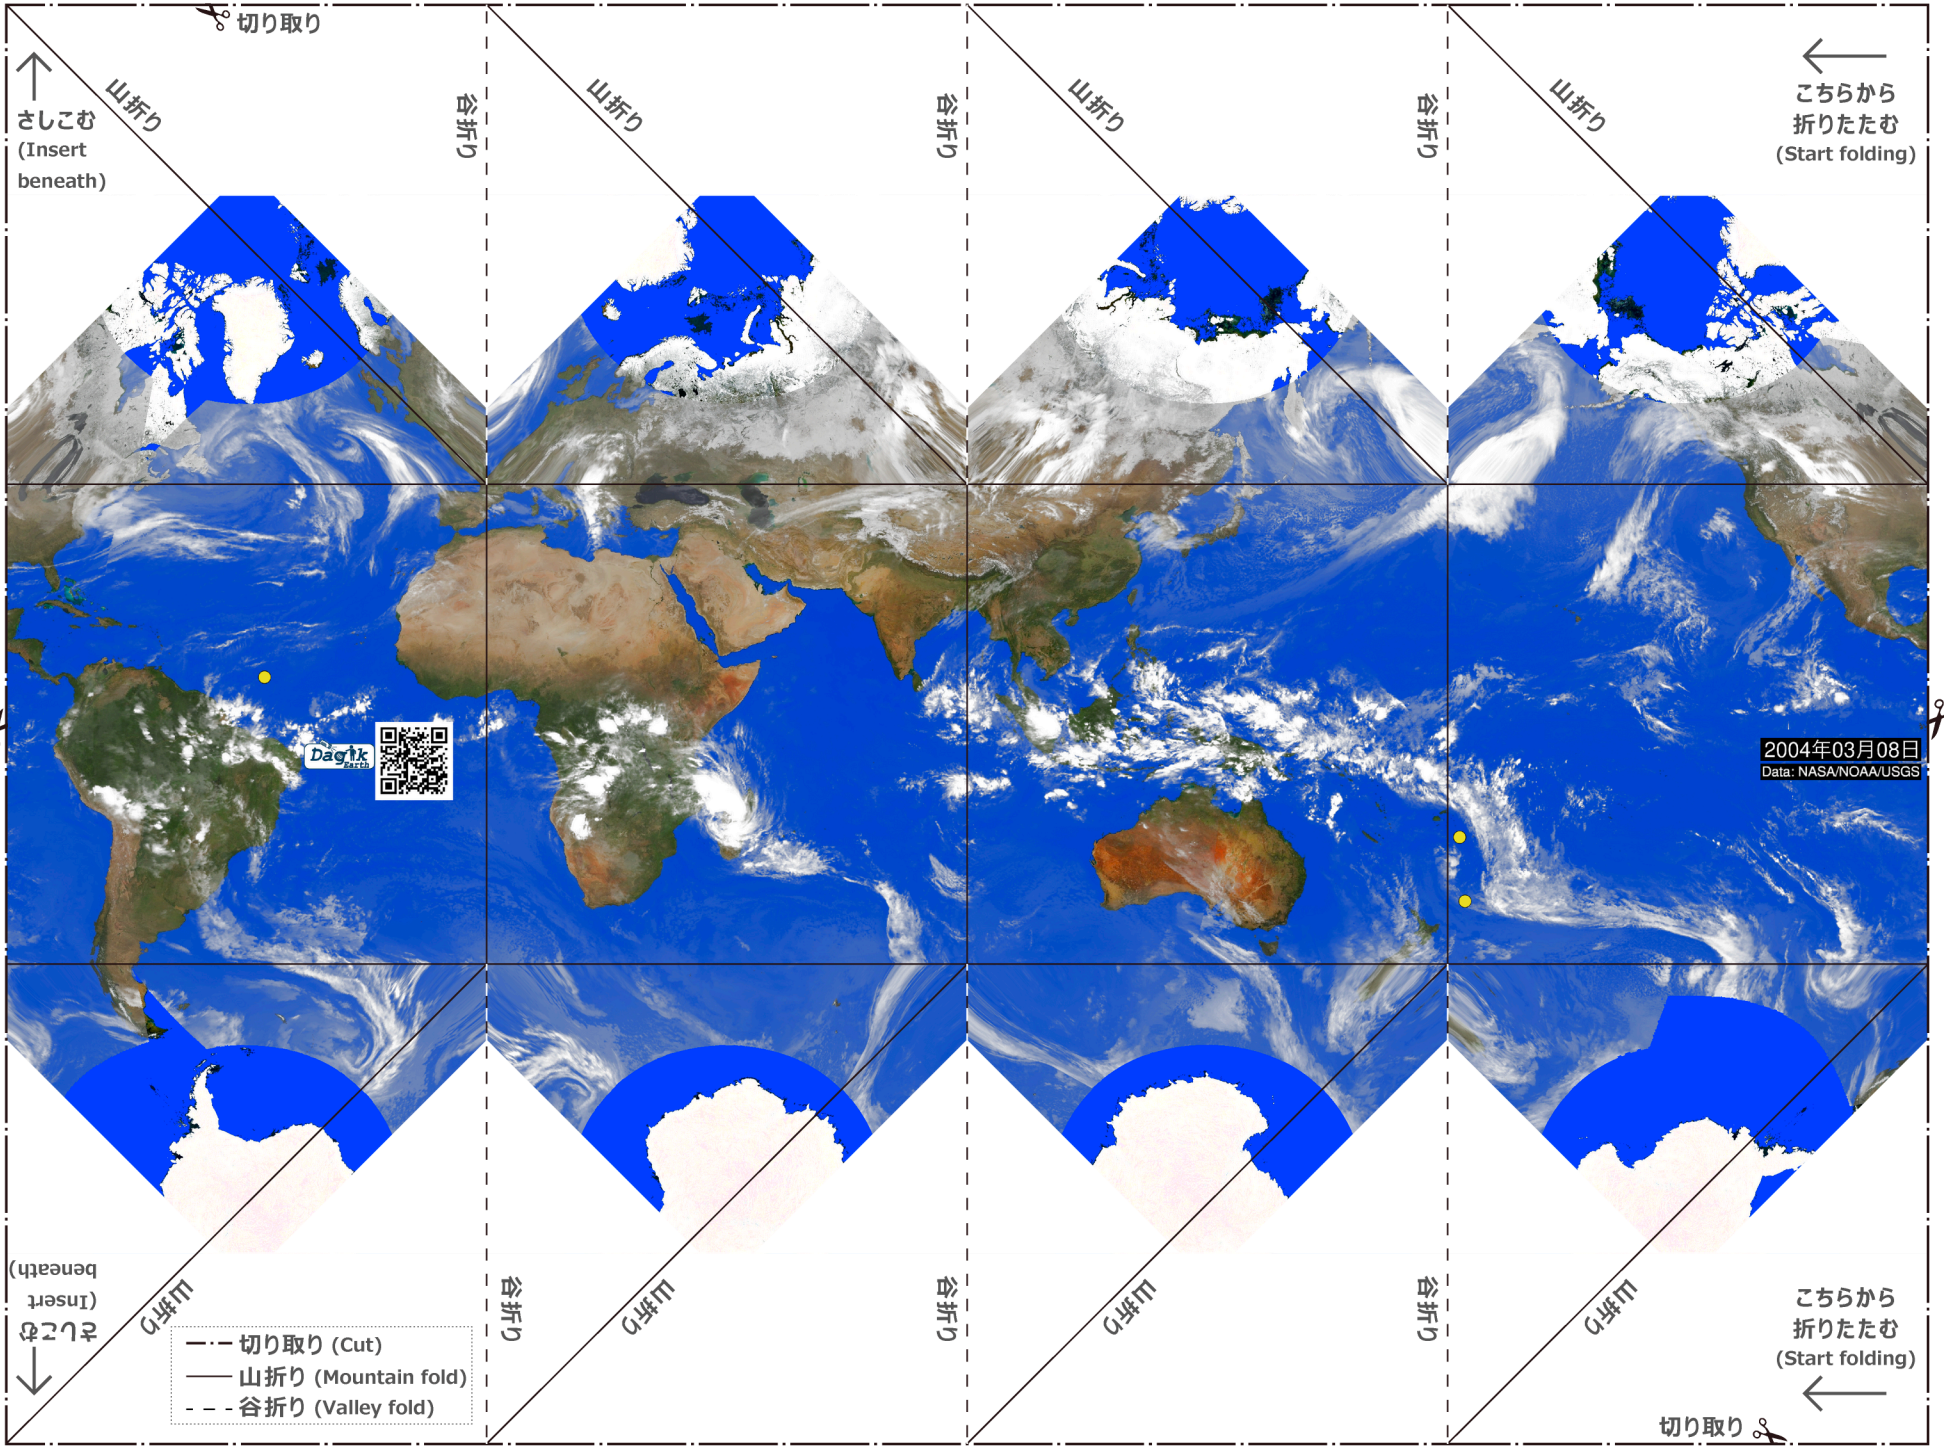 切り取り
さしこむ
(Insert
beneath)
山折り
谷折り
山折り
谷折り
山折り
谷折り
山折り
こちらから
折りたたむ
(Start folding)
Dagik
Earth
2004年03月08日
Data: NASA/NOAA/USGS
さしこむ
(Insert
beneath)
山折り
谷折り
山折り
谷折り
山折り
谷折り
山折り
こちらから
折りたたむ
(Start folding)
切り取り (Cut)
山折り (Mountain fold)
谷折り (Valley fold)
切り取り